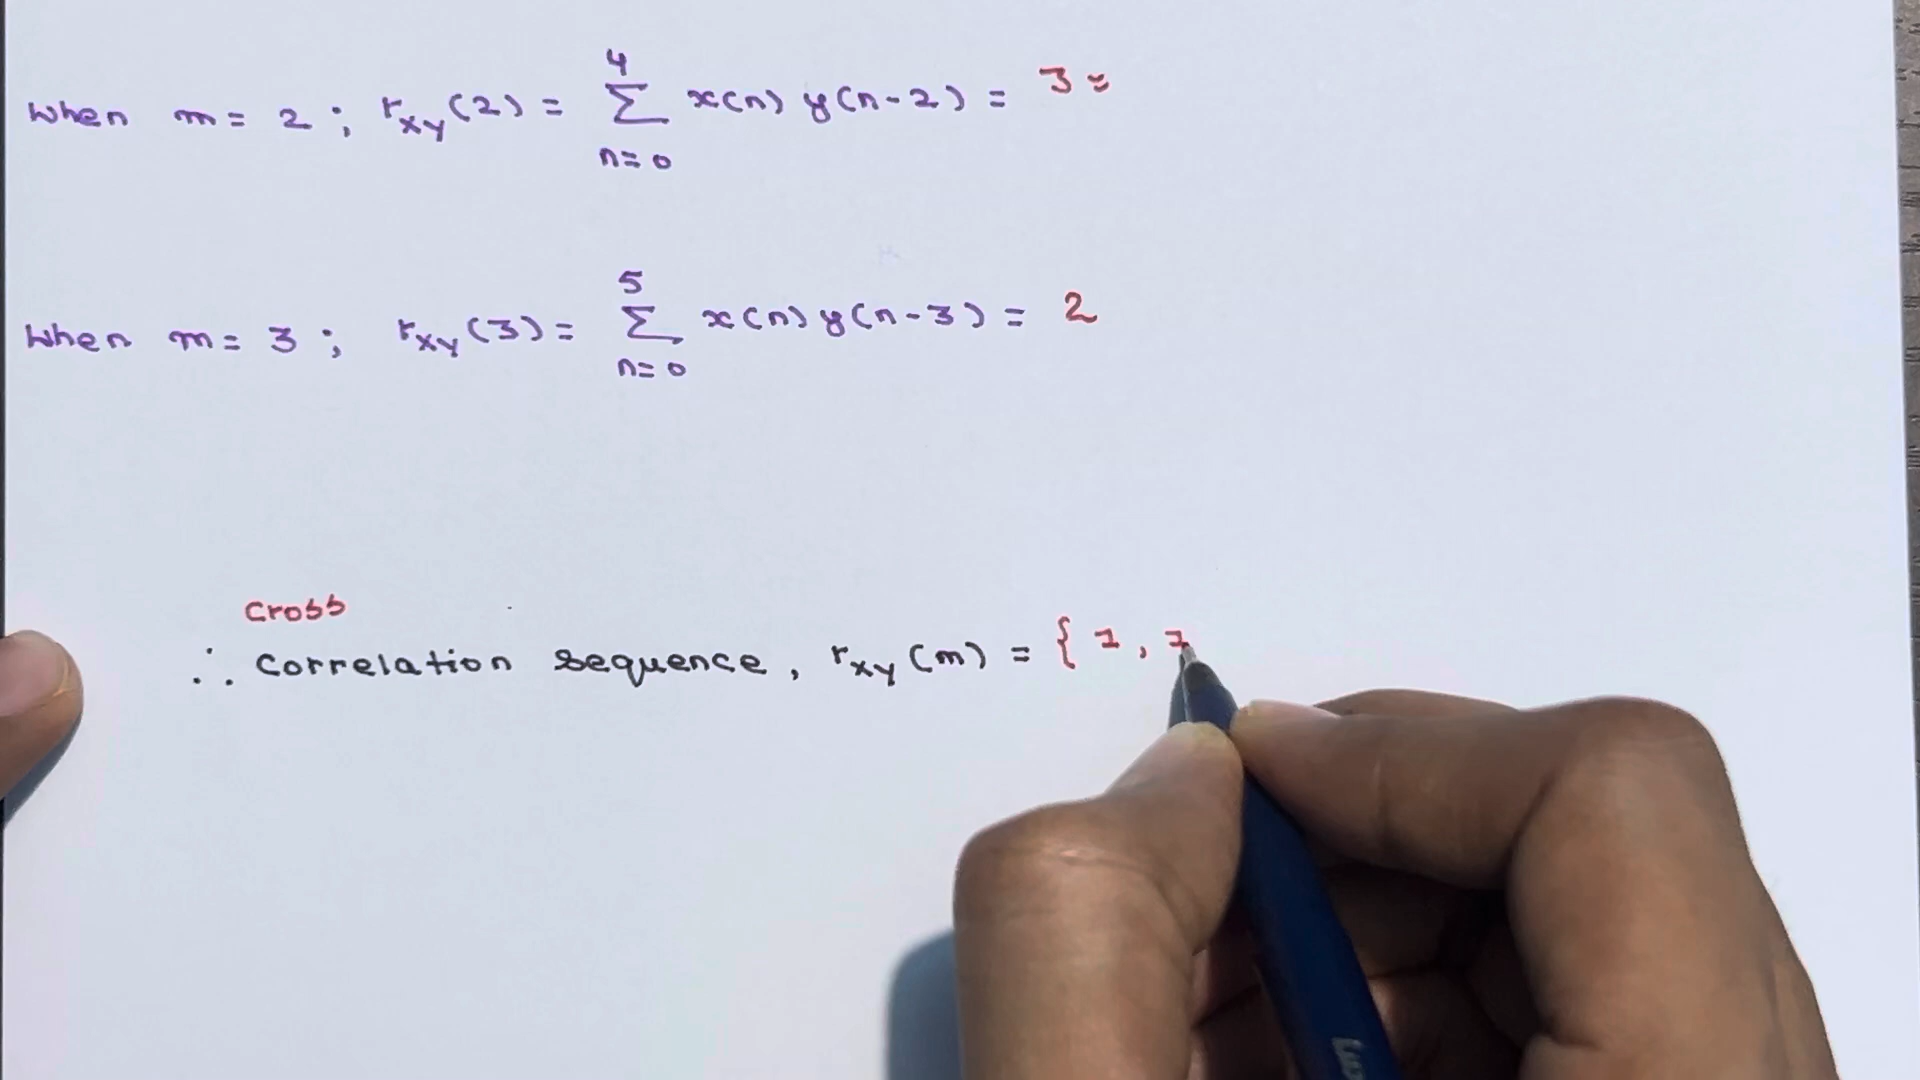 4
When m = 2 ; rxy(2) = Σ x(n) y(n-2) = 3 =
n=0
5
When m = 3 ; rxy(3) = Σ x(n) y(n-3) = 2
n=0
Cross
∴ Correlation sequence, rxy(m) = { 1, 1